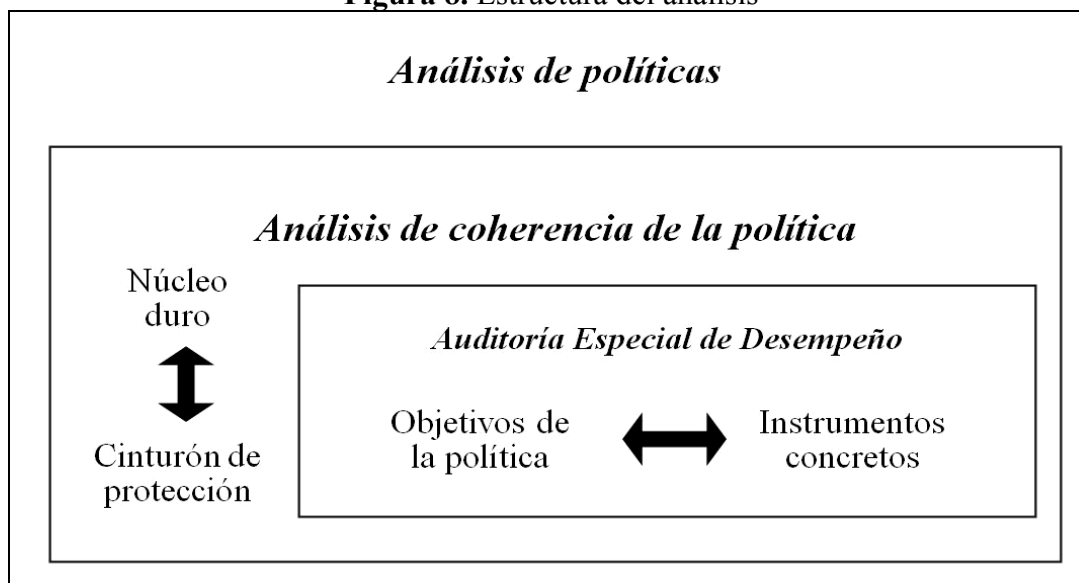 Figura 8. Estructura del análisis
Análisis de políticas
Análisis de coherencia de la política
Núcleo
duro
Cinturón de
protección
Auditoría Especial de Desempeño
Objetivos de
la política
Instrumentos
concretos